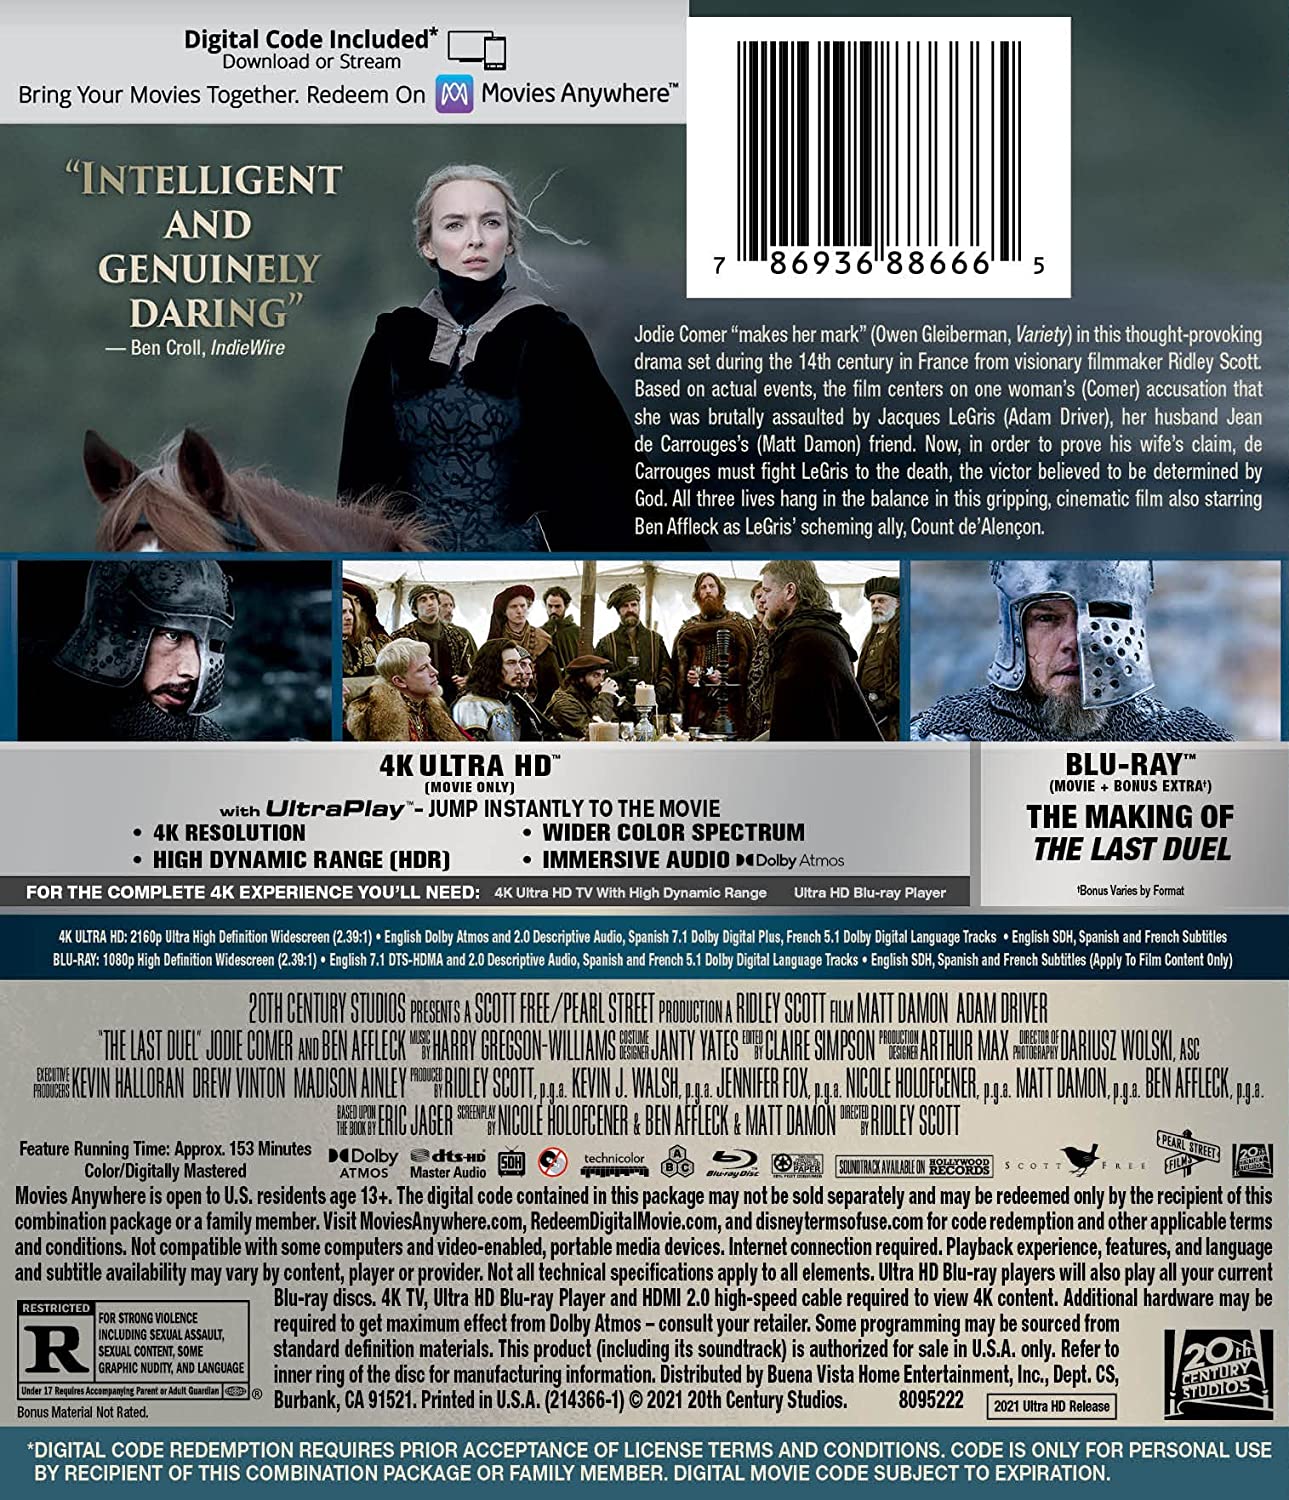 Digital Code Included*
Download or Stream
Bring Your Movies Together. Redeem On Movies Anywhere™
"INTELLIGENT
AND
GENUINELY
DARING"
— Ben Croll, IndieWire
7 86936 88666 5
Jodie Comer "makes her mark" (Owen Gleiberman, Variety) in this thought-provoking
drama set during the 14th century in France from visionary filmmaker Ridley Scott.
Based on actual events, the film centers on one woman's (Comer) accusation that
she was brutally assaulted by Jacques LeGris (Adam Driver), her husband Jean
de Carrouges's (Matt Damon) friend. Now, in order to prove his wife's claim, de
Carrouges must fight LeGris to the death, the victor believed to be determined by
God. All three lives hang in the balance in this gripping, cinematic film also starring
Ben Affleck as LeGris' scheming ally, Count de'Alençon.
4K ULTRA HD™
(MOVIE ONLY)
with UltraPlay™- JUMP INSTANTLY TO THE MOVIE
• 4K RESOLUTION • WIDER COLOR SPECTRUM
• HIGH DYNAMIC RANGE (HDR) • IMMERSIVE AUDIO Dolby Atmos
FOR THE COMPLETE 4K EXPERIENCE YOU'LL NEED: 4K Ultra HD TV With High Dynamic Range Ultra HD Blu-ray Player
BLU-RAY™
(MOVIE + BONUS EXTRA†)
THE MAKING OF
THE LAST DUEL
†Bonus Varies by Format
4K ULTRA HD: 2160p Ultra High Definition Widescreen (2.39:1) • English Dolby Atmos and 2.0 Descriptive Audio, Spanish 7.1 Dolby Digital Plus, French 5.1 Dolby Digital Language Tracks • English SDH, Spanish and French Subtitles
BLU-RAY: 1080p High Definition Widescreen (2.39:1) • English 7.1 DTS-HDMA and 2.0 Descriptive Audio, Spanish and French 5.1 Dolby Digital Language Tracks • English SDH, Spanish and French Subtitles (Apply To Film Content Only)
20TH CENTURY STUDIOS PRESENTS A SCOTT FREE/PEARL STREET PRODUCTION A RIDLEY SCOTT FILM MATT DAMON ADAM DRIVER
"THE LAST DUEL" JODIE COMER AND BEN AFFLECK MUSIC BY HARRY GREGSON-WILLIAMS COSTUME DESIGNER JANTY YATES EDITED BY CLAIRE SIMPSON PRODUCTION DESIGNER ARTHUR MAX DIRECTOR OF PHOTOGRAPHY DARIUSZ WOLSKI, ASC
EXECUTIVE PRODUCERS KEVIN HALLORAN DREW VINTON MADISON AINLEY PRODUCED BY RIDLEY SCOTT, p.g.a. KEVIN J. WALSH, p.g.a. JENNIFER FOX, p.g.a. NICOLE HOLOFCENER, p.g.a. MATT DAMON, p.g.a. BEN AFFLECK, p.g.a.
BASED UPON THE BOOK BY ERIC JAGER SCREENPLAY BY NICOLE HOLOFCENER & BEN AFFLECK & MATT DAMON DIRECTED BY RIDLEY SCOTT
Feature Running Time: Approx. 153 Minutes
Color/Digitally Mastered
Dolby ATMOS
dts-HD Master Audio
SDH
technicolor
A B C
Blu-ray Disc
SOUNDTRACK AVAILABLE ON HOLLYWOOD RECORDS
SCOTT FREE
PEARL STREET FILMS
20th CENTURY STUDIOS
Movies Anywhere is open to U.S. residents age 13+. The digital code contained in this package may not be sold separately and may be redeemed only by the recipient of this
combination package or a family member. Visit MoviesAnywhere.com, RedeemDigitalMovie.com, and disneytermsofuse.com for code redemption and other applicable terms
and conditions. Not compatible with some computers and video-enabled, portable media devices. Internet connection required. Playback experience, features, and language
and subtitle availability may vary by content, player or provider. Not all technical specifications apply to all elements. Ultra HD Blu-ray players will also play all your current
Blu-ray discs. 4K TV, Ultra HD Blu-ray Player and HDMI 2.0 high-speed cable required to view 4K content. Additional hardware may be
required to get maximum effect from Dolby Atmos – consult your retailer. Some programming may be sourced from
standard definition materials. This product (including its soundtrack) is authorized for sale in U.S.A. only. Refer to
inner ring of the disc for manufacturing information. Distributed by Buena Vista Home Entertainment, Inc., Dept. CS,
Burbank, CA 91521. Printed in U.S.A. (214366-1) © 2021 20th Century Studios. 8095222
2021 Ultra HD Release
RESTRICTED
R
FOR STRONG VIOLENCE
INCLUDING SEXUAL ASSAULT,
SEXUAL CONTENT, SOME
GRAPHIC NUDITY, AND LANGUAGE
Under 17 Requires Accompanying Parent or Adult Guardian ®
Bonus Material Not Rated.
20th CENTURY STUDIOS
*DIGITAL CODE REDEMPTION REQUIRES PRIOR ACCEPTANCE OF LICENSE TERMS AND CONDITIONS. CODE IS ONLY FOR PERSONAL USE
BY RECIPIENT OF THIS COMBINATION PACKAGE OR FAMILY MEMBER. DIGITAL MOVIE CODE SUBJECT TO EXPIRATION.